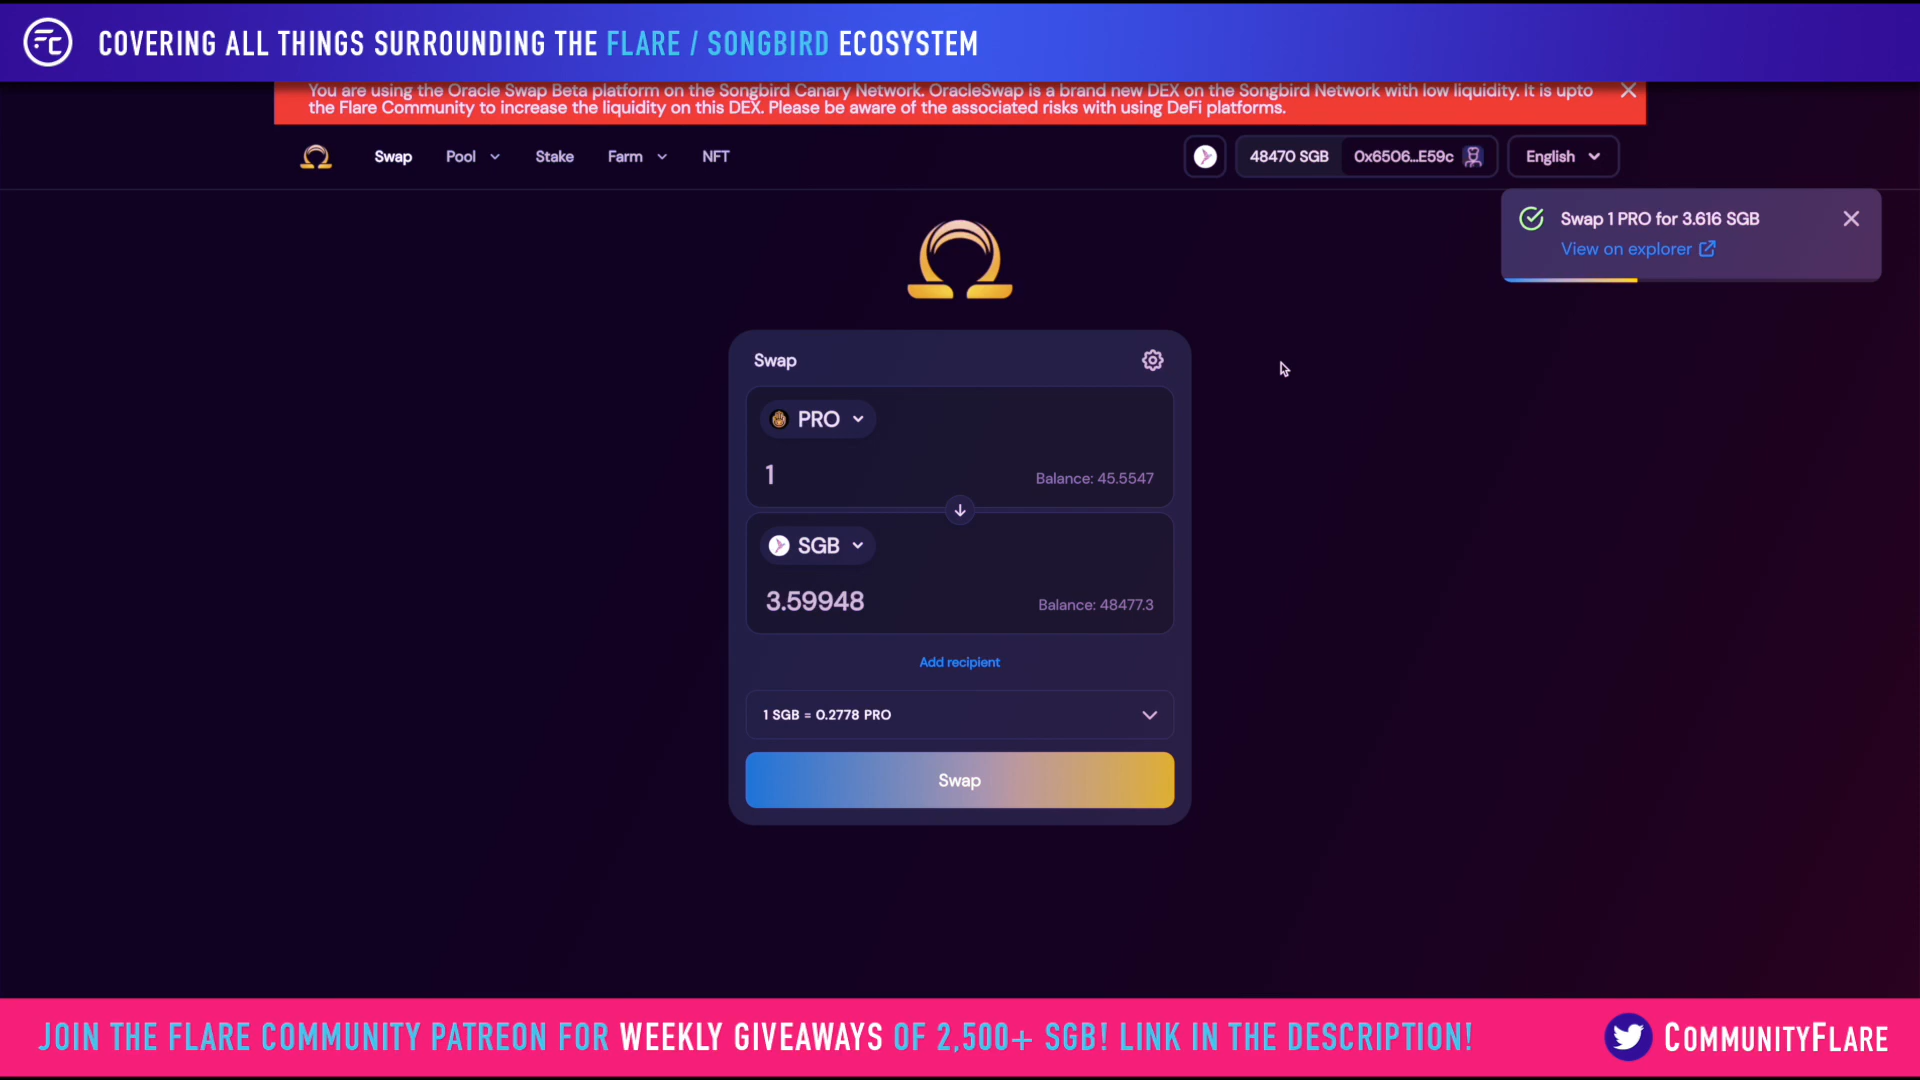 COVERING ALL THINGS SURROUNDING THE FLARE / SONGBIRD ECOSYSTEM
You are using the Oracle Swap Beta platform on the Songbird Canary Network. OracleSwap is a brand new DEX on the Songbird Network with low liquidity. It is upto
the Flare Community to increase the liquidity on this DEX. Please be aware of the associated risks with using DeFi platforms.
Swap Pool Stake Farm NFT 48470 SGB 0x6506...E59c English
Swap 1 PRO for 3.616 SGB
View on explorer
Swap
PRO
1 Balance: 45.5547
SGB
3.59948 Balance: 48477.3
Add recipient
1 SGB = 0.2778 PRO
Swap
JOIN THE FLARE COMMUNITY PATREON FOR WEEKLY GIVEAWAYS OF 2,500+ SGB! LINK IN THE DESCRIPTION! COMMUNITYFLARE